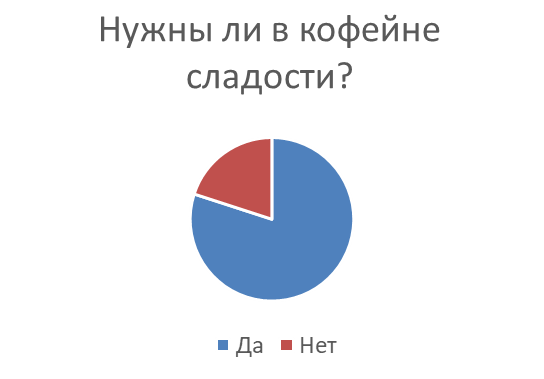 Нужны ли в кофейне
сладости?
Да Нет